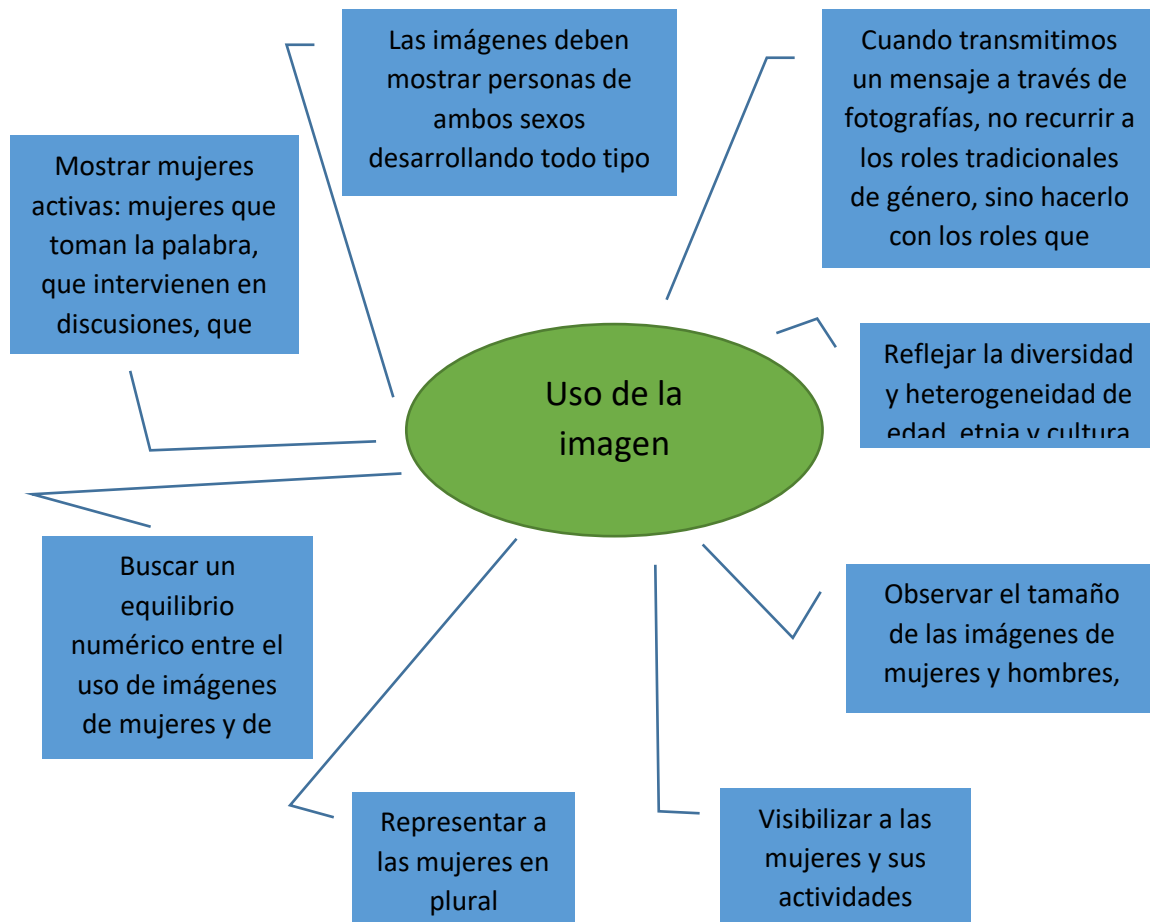 Las imágenes deben
mostrar personas de
ambos sexos
desarrollando todo tipo
Cuando transmitimos
un mensaje a través de
fotografías, no recurrir a
los roles tradicionales
de género, sino hacerlo
con los roles que
Mostrar mujeres
activas: mujeres que
toman la palabra,
que intervienen en
discusiones, que
Reflejar la diversidad
y heterogeneidad de
edad, etnia y cultura
Uso de la
imagen
Buscar un
equilibrio
numérico entre el
uso de imágenes
de mujeres y de
Observar el tamaño
de las imágenes de
mujeres y hombres,
Representar a
las mujeres en
plural
Visibilizar a las
mujeres y sus
actividades